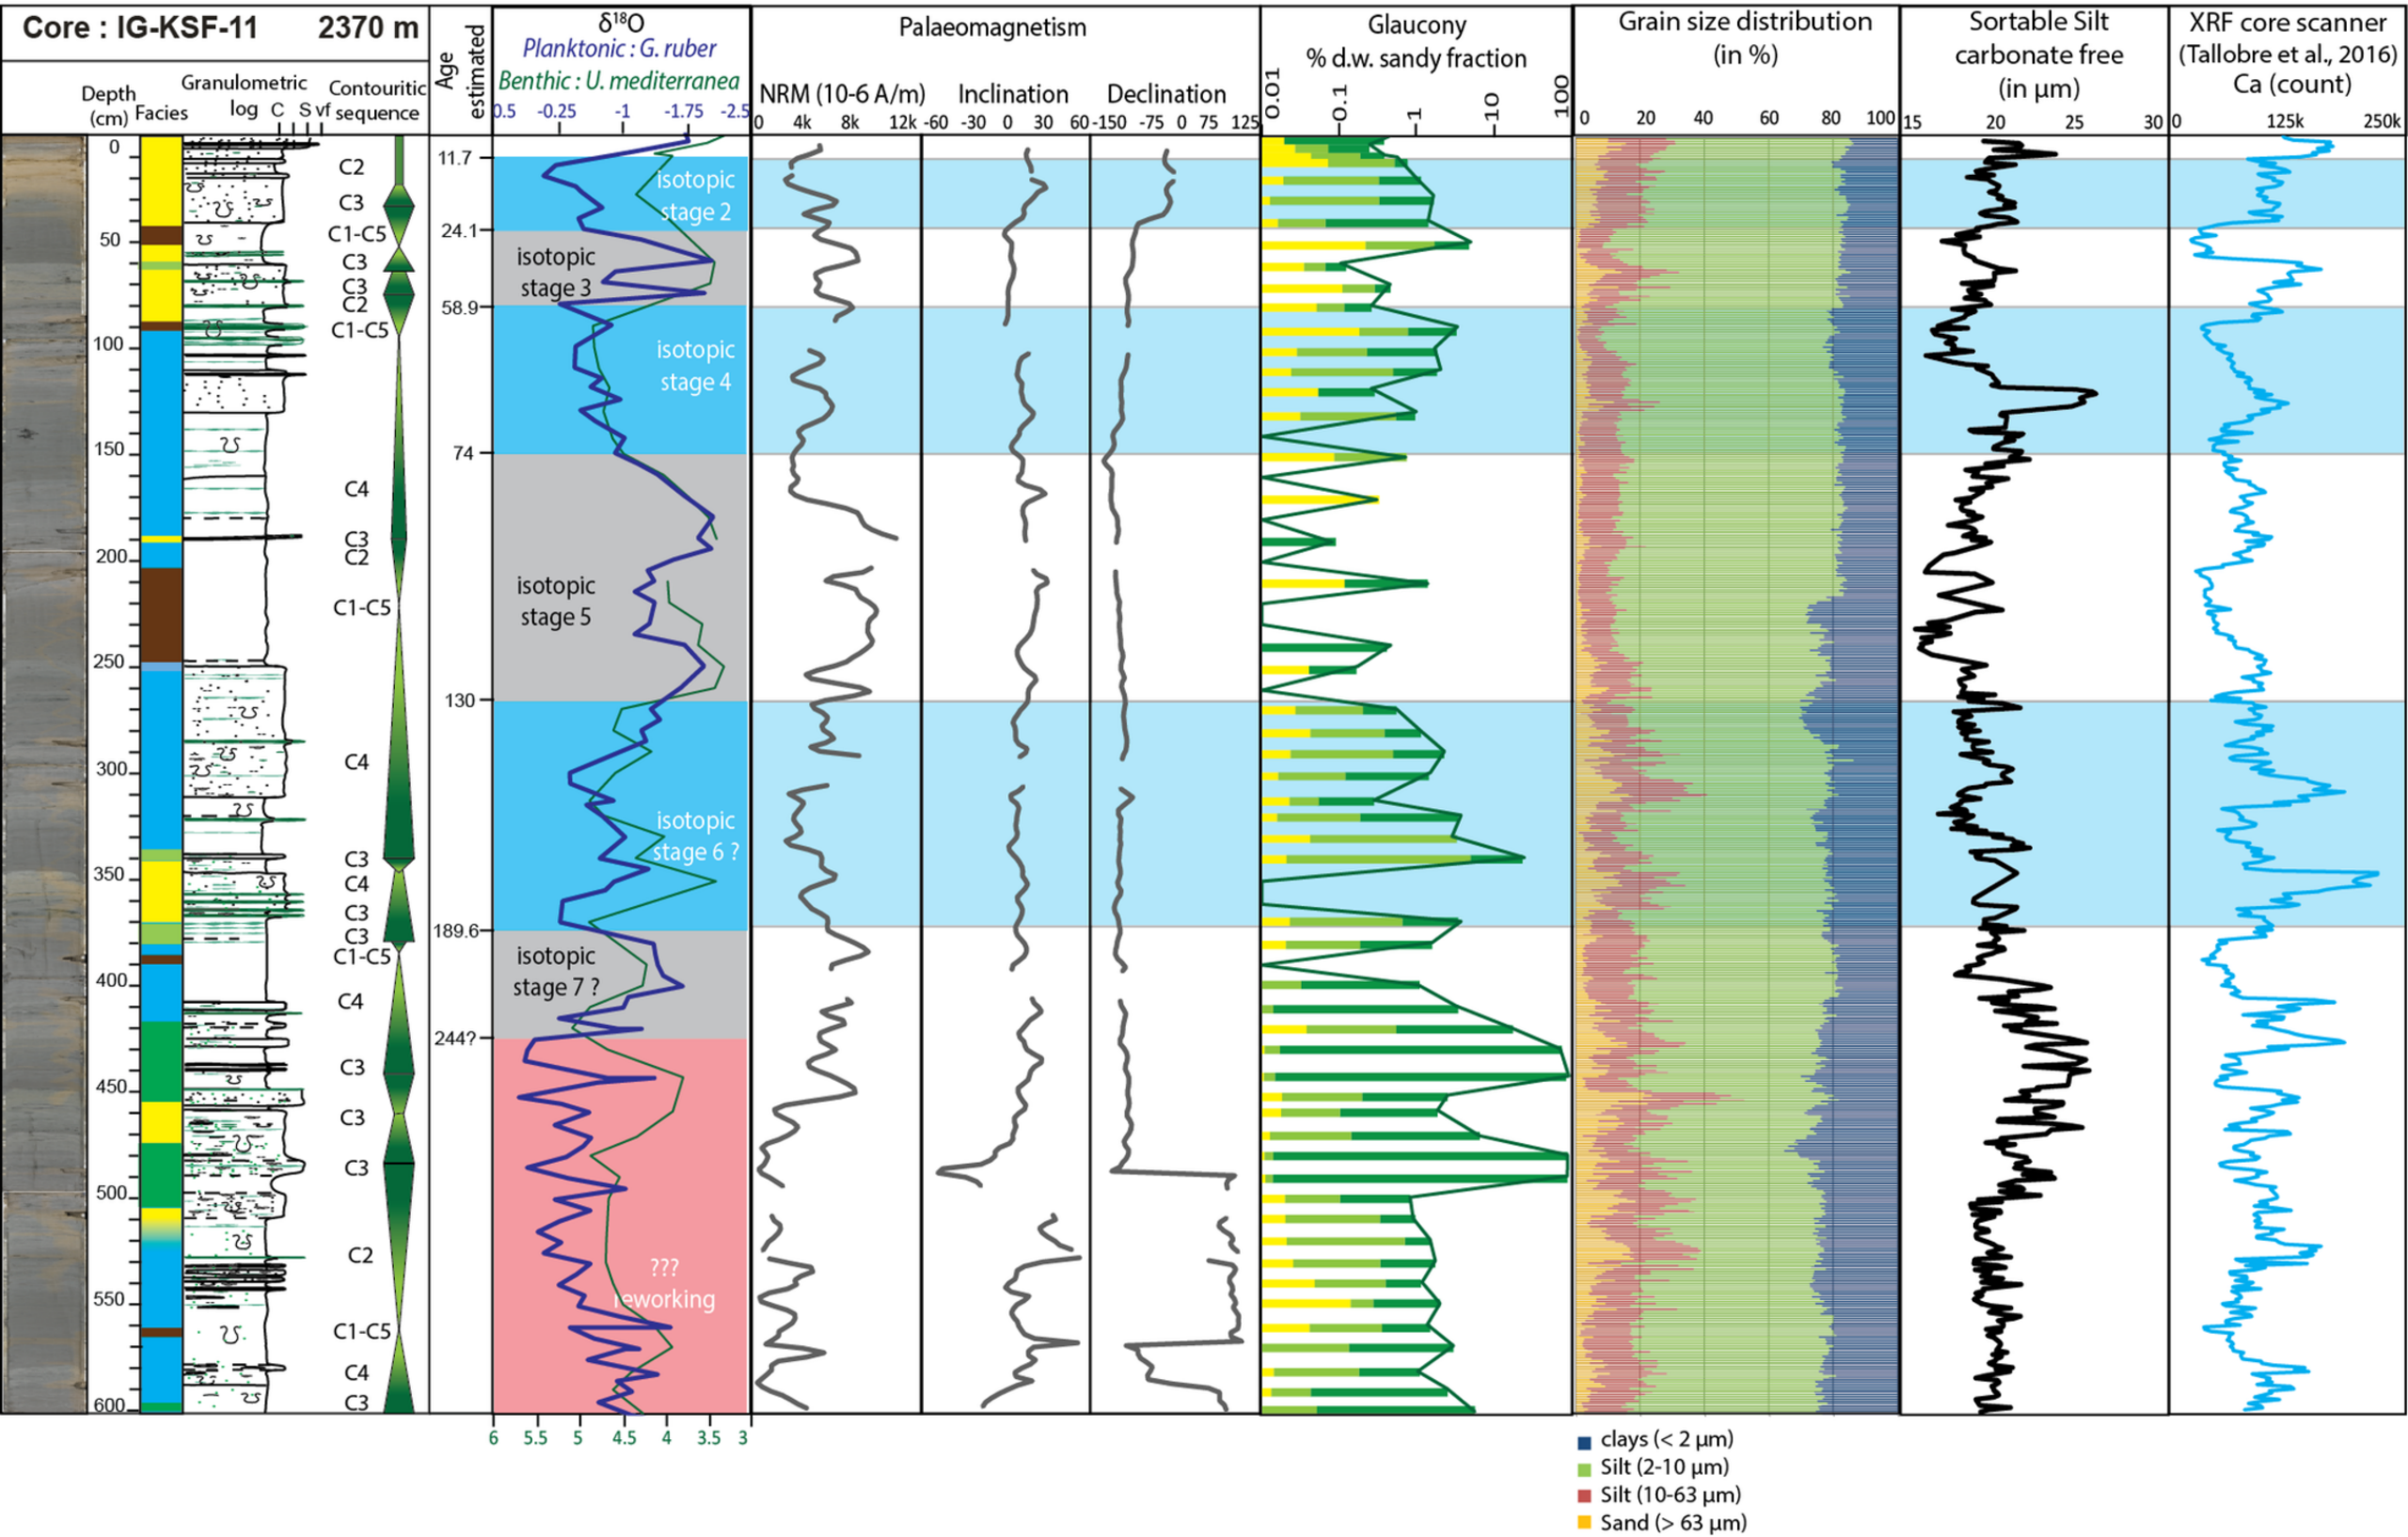 Core : IG-KSF-11 2370 m
Depth
(cm)
Facies
Granulometric
log C S vf
Contouritic
sequence
Age
estimated
δ¹⁸O
Planktonic : G. ruber
Benthic : U. mediterranea
0.5 -0.25 -1 -1.75 -2.5
Palaeomagnetism
NRM (10-6 A/m) Inclination Declination
0 4k 8k 12k -60 -30 0 30 60 -150 -75 0 75 125
Glaucony
% d.w. sandy fraction
0.01 0.1 1 10 100
Grain size distribution
(in %)
0 20 40 60 80 100
Sortable Silt
carbonate free
(in µm)
15 20 25 30
XRF core scanner
(Tallobre et al., 2016)
Ca (count)
0 125k 250k
0
50
100
150
200
250
300
350
400
450
500
550
600
C2
C3
C1-C5
C3
C3
C2
C1-C5
C4
C3
C2
C1-C5
C4
C3
C4
C3
C3
C1-C5
C4
C3
C3
C3
C2
C1-C5
C4
C3
11.7
24.1
58.9
74
130
189.6
244?
isotopic
stage 2
isotopic
stage 3
isotopic
stage 4
isotopic
stage 5
isotopic
stage 6 ?
isotopic
stage 7 ?
???
reworking
6 5.5 5 4.5 4 3.5 3
clays (< 2 µm)
Silt (2-10 µm)
Silt (10-63 µm)
Sand (> 63 µm)